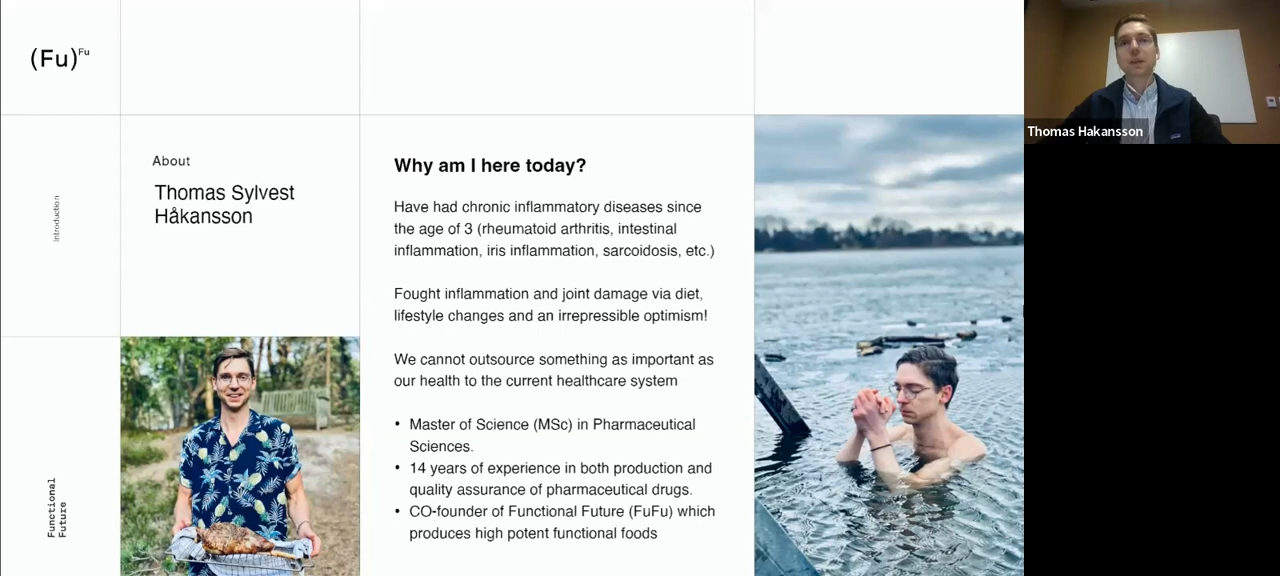 (Fu)Fu
Introduction
Functional
Future
About
Thomas Sylvest
Håkansson
Why am I here today?
Have had chronic inflammatory diseases since
the age of 3 (rheumatoid arthritis, intestinal
inflammation, iris inflammation, sarcoidosis, etc.)
Fought inflammation and joint damage via diet,
lifestyle changes and an irrepressible optimism!
We cannot outsource something as important as
our health to the current healthcare system
• Master of Science (MSc) in Pharmaceutical
Sciences.
• 14 years of experience in both production and
quality assurance of pharmaceutical drugs.
• CO-founder of Functional Future (FuFu) which
produces high potent functional foods
Thomas Hakansson